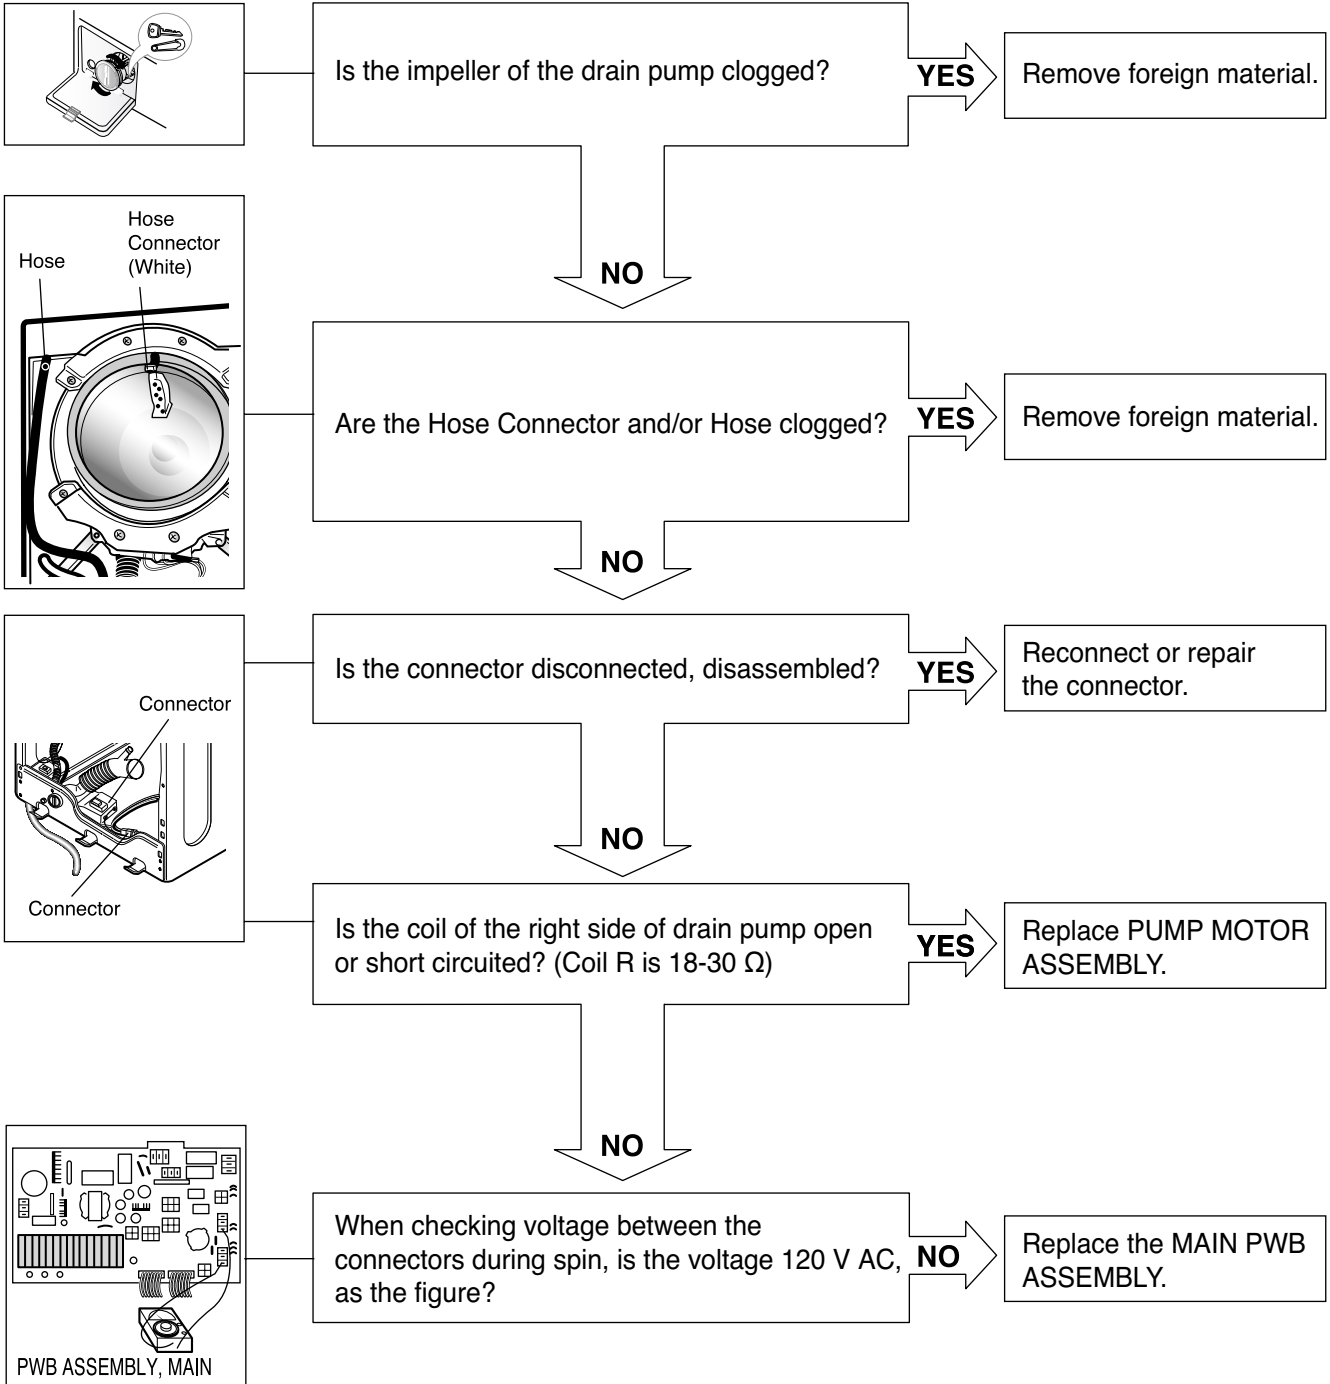 Is the impeller of the drain pump clogged?
YES
Remove foreign material.
NO
Hose
Connector
(White)
Hose
Are the Hose Connector and/or Hose clogged?
YES
Remove foreign material.
NO
Is the connector disconnected, disassembled?
YES
Reconnect or repair
the connector.
Connector
Connector
NO
Is the coil of the right side of drain pump open
or short circuited? (Coil R is 18-30 Ω)
YES
Replace PUMP MOTOR
ASSEMBLY.
NO
When checking voltage between the
connectors during spin, is the voltage 120 V AC,
as the figure?
NO
Replace the MAIN PWB
ASSEMBLY.
PWB ASSEMBLY, MAIN